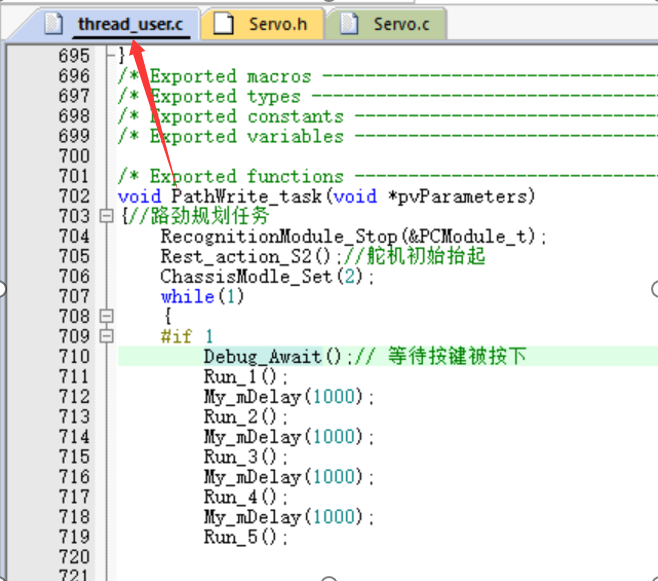 thread_user.c Servo.h Servo.c
695 }
696 /* Exported macros ------------------------------
697 /* Exported types -------------------------------
698 /* Exported constants ---------------------------
699 /* Exported variables ---------------------------
700
701 /* Exported functions ---------------------------
702 void PathWrite_task(void *pvParameters)
703 {//路劲规划任务
704 RecognitionModule_Stop(&PCModule_t);
705 Rest_action_S2();//舵机初始抬起
706 ChassisModle_Set(2);
707 while(1)
708 {
709 #if 1
710 Debug_Await();// 等待按键被按下
711 Run_1();
712 My_mDelay(1000);
713 Run_2();
714 My_mDelay(1000);
715 Run_3();
716 My_mDelay(1000);
717 Run_4();
718 My_mDelay(1000);
719 Run_5();
720
721